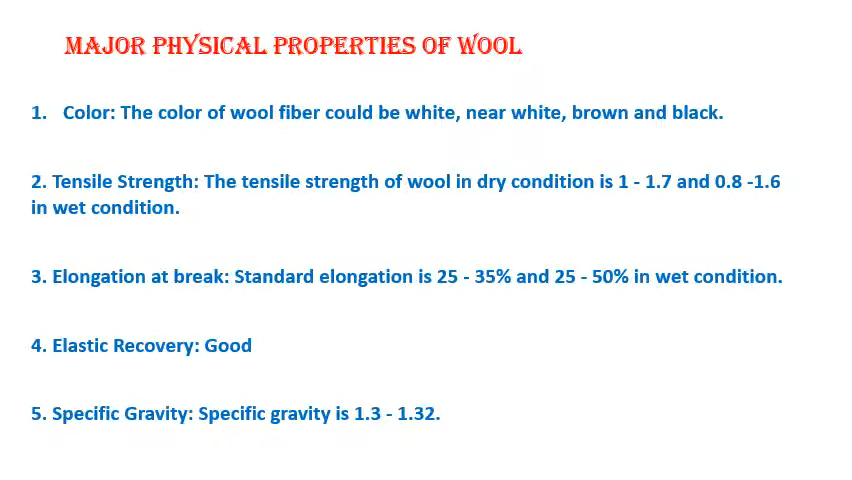 MAJOR PHYSICAL PROPERTIES OF WOOL
1. Color: The color of wool fiber could be white, near white, brown and black.
2. Tensile Strength: The tensile strength of wool in dry condition is 1 - 1.7 and 0.8 -1.6
in wet condition.
3. Elongation at break: Standard elongation is 25 - 35% and 25 - 50% in wet condition.
4. Elastic Recovery: Good
5. Specific Gravity: Specific gravity is 1.3 - 1.32.